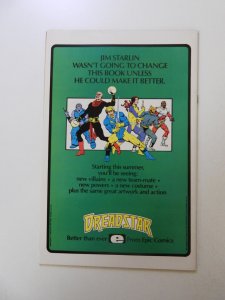 JIM STARLIN
WASN'T GOING TO CHANGE
THIS BOOK UNLESS
HE COULD MAKE IT BETTER.
Starting this summer,
you'll be seeing:
new villains • a new team-mate •
new powers • a new costume •
plus the same great artwork and action.
DREADSTAR
Better than ever e From Epic Comics